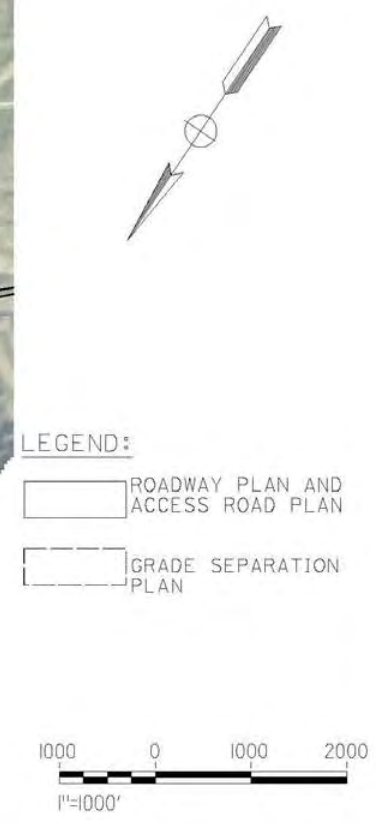 LEGEND:
ROADWAY PLAN AND
ACCESS ROAD PLAN
GRADE SEPARATION
PLAN
1000 0 1000 2000
1"=1000'